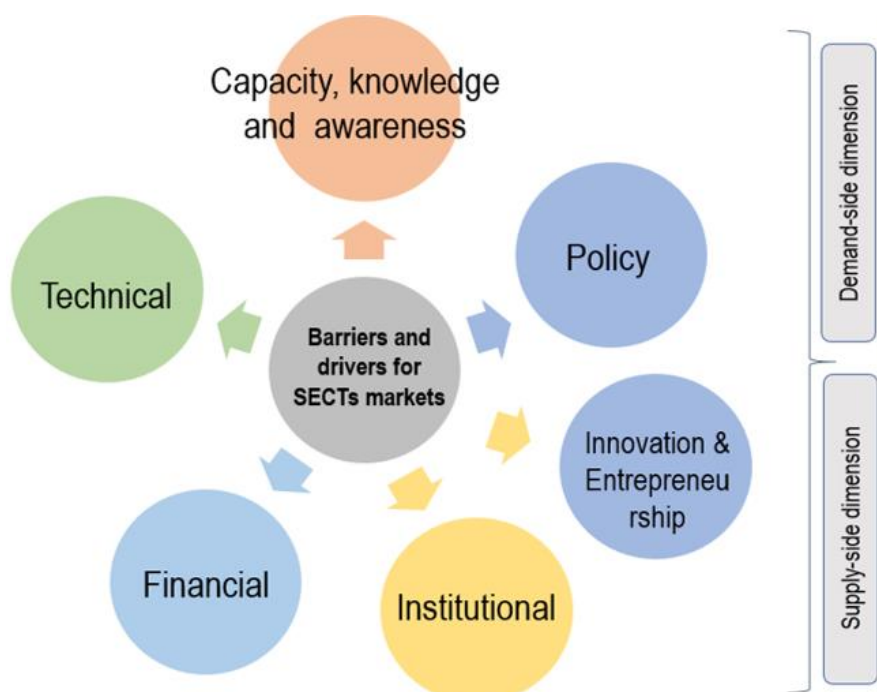 Capacity, knowledge
and awareness
Policy
Technical
Barriers and
drivers for
SECTs markets
Innovation &
Entrepreneu
rship
Financial
Institutional
Demand-side dimension
Supply-side dimension